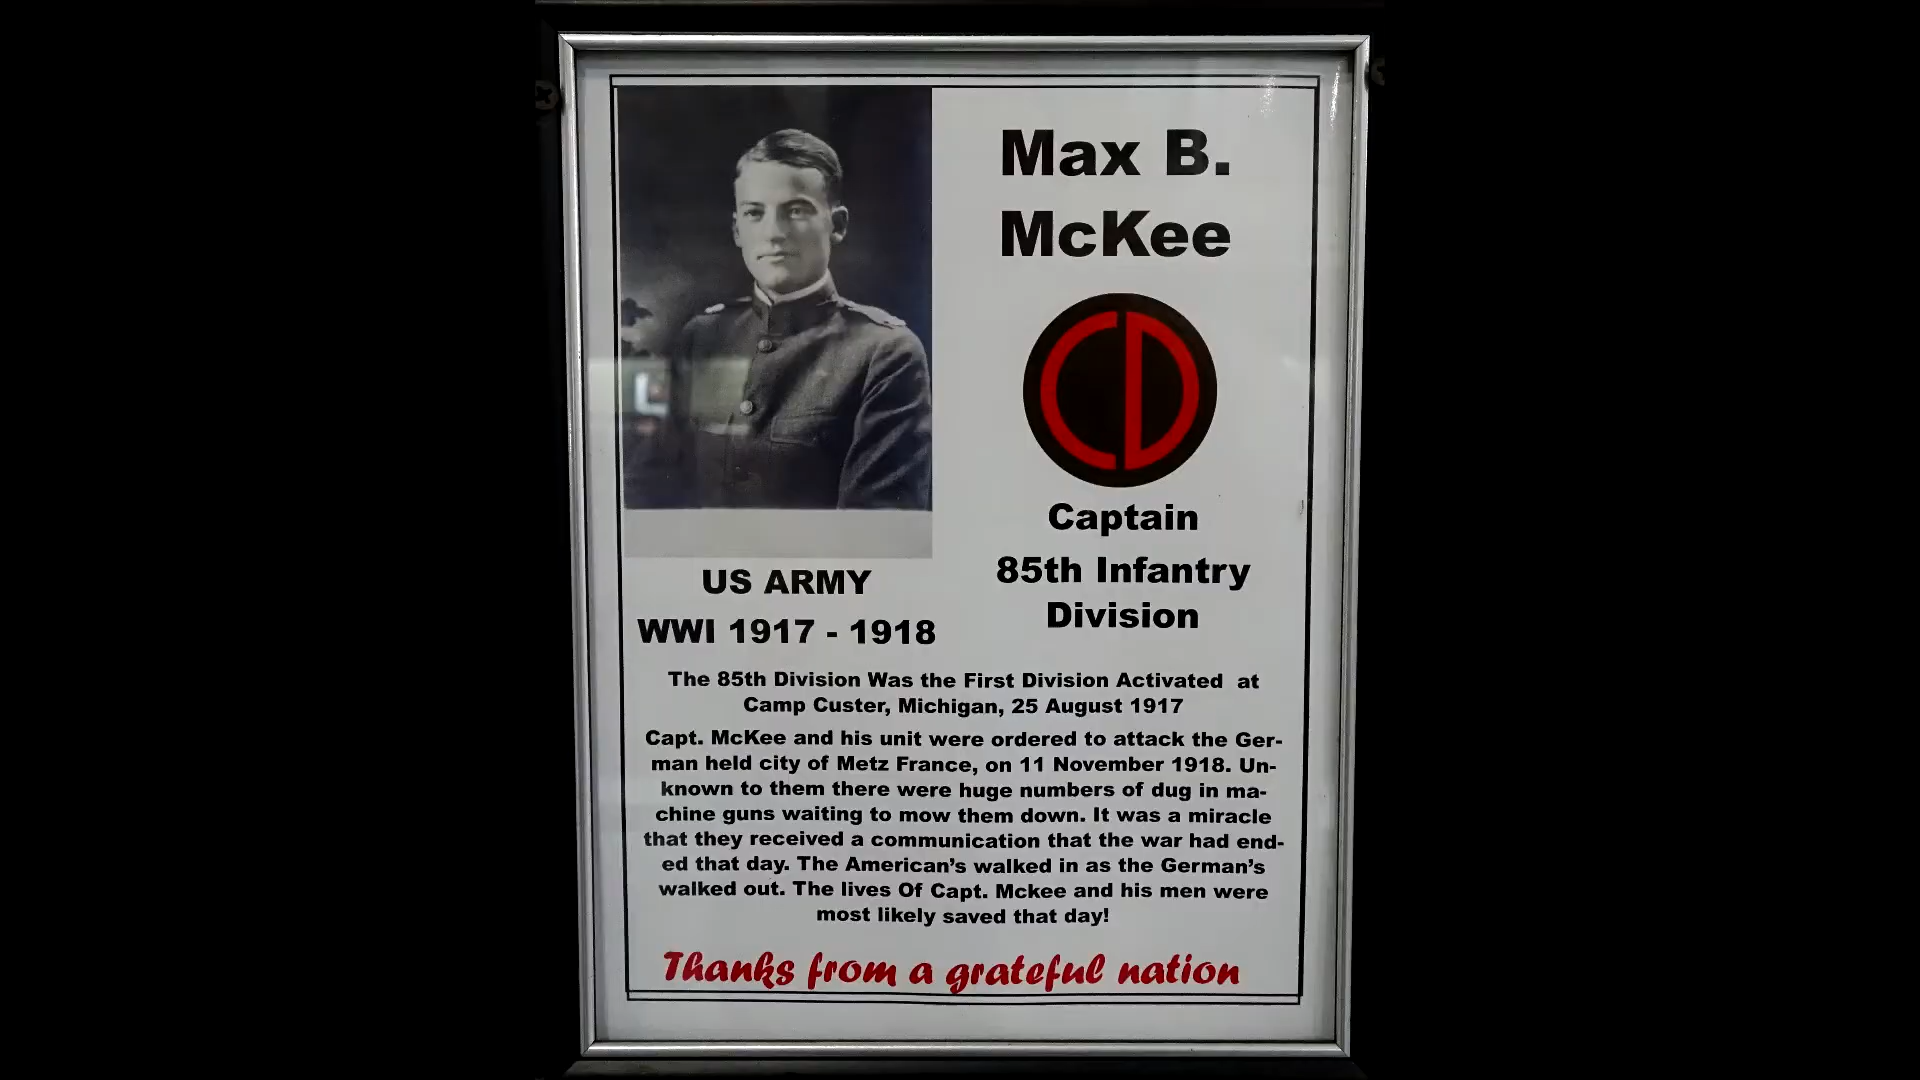 Max B.
McKee
CD
Captain
85th Infantry
Division
US ARMY
WWI 1917 - 1918
The 85th Division Was the First Division Activated at
Camp Custer, Michigan, 25 August 1917
Capt. McKee and his unit were ordered to attack the Ger-
man held city of Metz France, on 11 November 1918. Un-
known to them there were huge numbers of dug in ma-
chine guns waiting to mow them down. It was a miracle
that they received a communication that the war had end-
ed that day. The American’s walked in as the German’s
walked out. The lives Of Capt. Mckee and his men were
most likely saved that day!
Thanks from a grateful nation